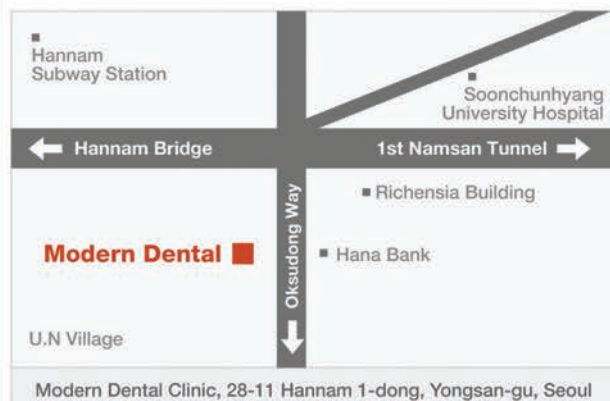 Hannam
Subway Station
Soonchunhyang
University Hospital
Hannam Bridge
1st Namsan Tunnel
Richensia Building
Oksudong Way
Modern Dental
Hana Bank
U.N Village
Modern Dental Clinic, 28-11 Hannam 1-dong, Yongsan-gu, Seoul